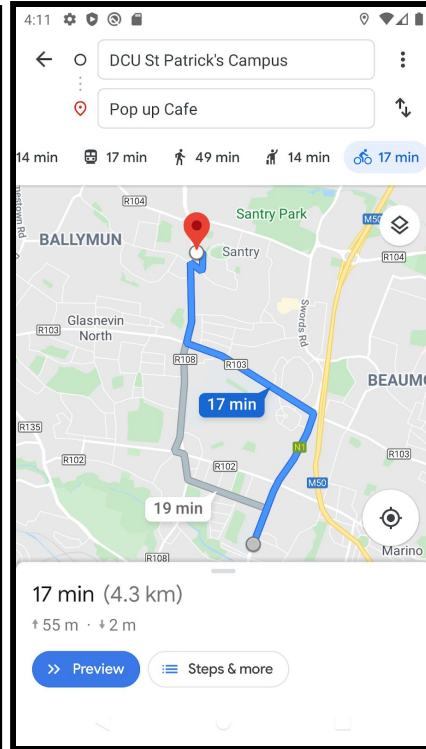 4:11
DCU St Patrick's Campus
Pop up Cafe
14 min 17 min 49 min 14 min 17 min
R104
Santry Park
M50
BALLYMUN
Santry
R104
Swords Rd
Glasnevin
North
R103
R108
R103
BEAUMO
17 min
R135
N1
R103
R102
R102
M50
19 min
Marino
R108
17 min (4.3 km)
55 m · 2 m
Preview
Steps & more